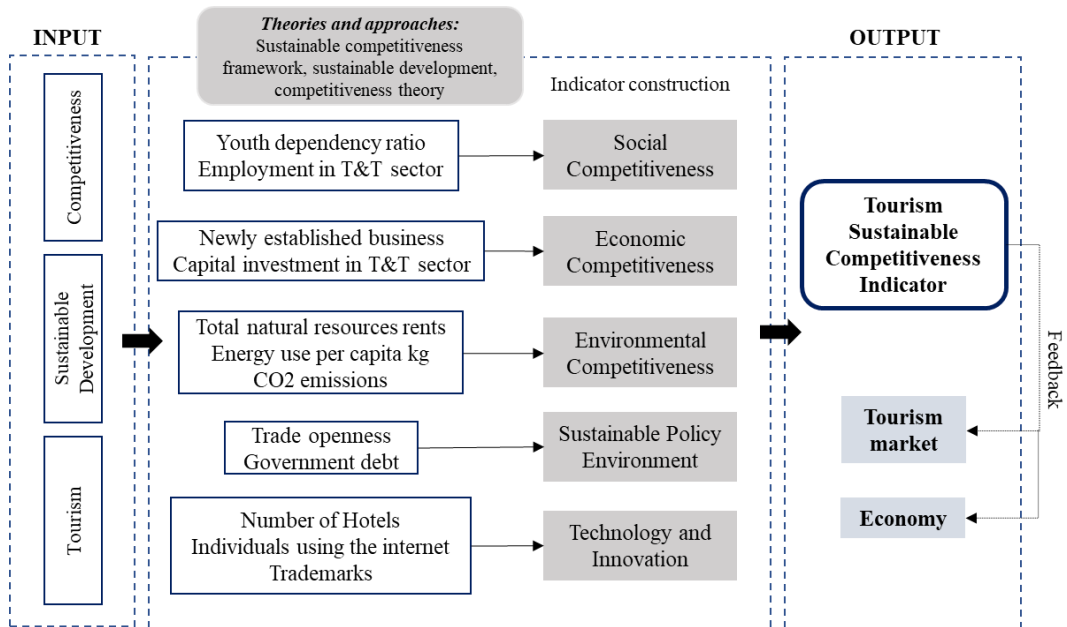 INPUT
Competitiveness
Sustainable
Development
Tourism
Theories and approaches:
Sustainable competitiveness
framework, sustainable development,
competitiveness theory
Indicator construction
Youth dependency ratio
Employment in T&T sector
Social
Competitiveness
Newly established business
Capital investment in T&T sector
Economic
Competitiveness
Total natural resources rents
Energy use per capita kg
CO2 emissions
Environmental
Competitiveness
Trade openness
Government debt
Sustainable Policy
Environment
Number of Hotels
Individuals using the internet
Trademarks
Technology and
Innovation
OUTPUT
Tourism
Sustainable
Competitiveness
Indicator
Feedback
Tourism
market
Economy